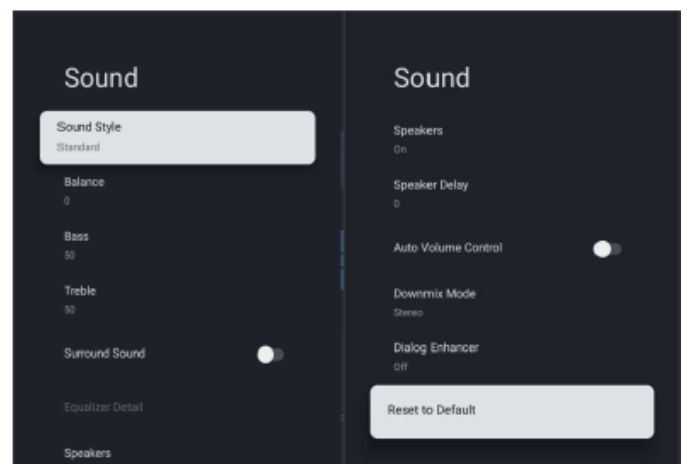 Sound
Sound Style
Standard
Balance
0
Bass
50
Treble
50
Surround Sound
Equalizer Detail
Speakers
Sound
Speakers
On
Speaker Delay
0
Auto Volume Control
Downmix Mode
Stereo
Dialog Enhancer
Off
Reset to Default